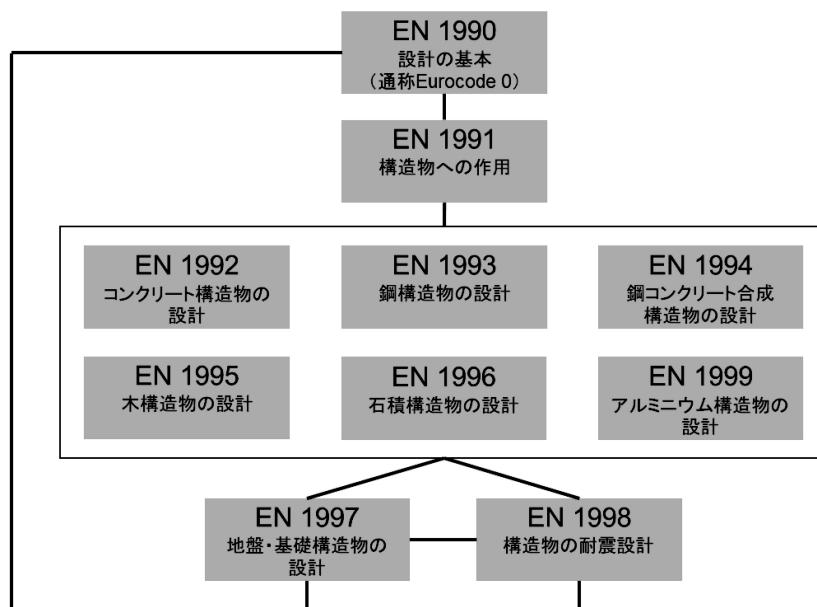 EN 1990
設計の基本
（通称Eurocode 0）
EN 1991
構造物への作用
EN 1992
コンクリート構造物の
設計
EN 1993
鋼構造物の設計
EN 1994
鋼コンクリート合成
構造物の設計
EN 1995
木構造物の設計
EN 1996
石積構造物の設計
EN 1999
アルミニウム構造物の
設計
EN 1997
地盤・基礎構造物の
設計
EN 1998
構造物の耐震設計